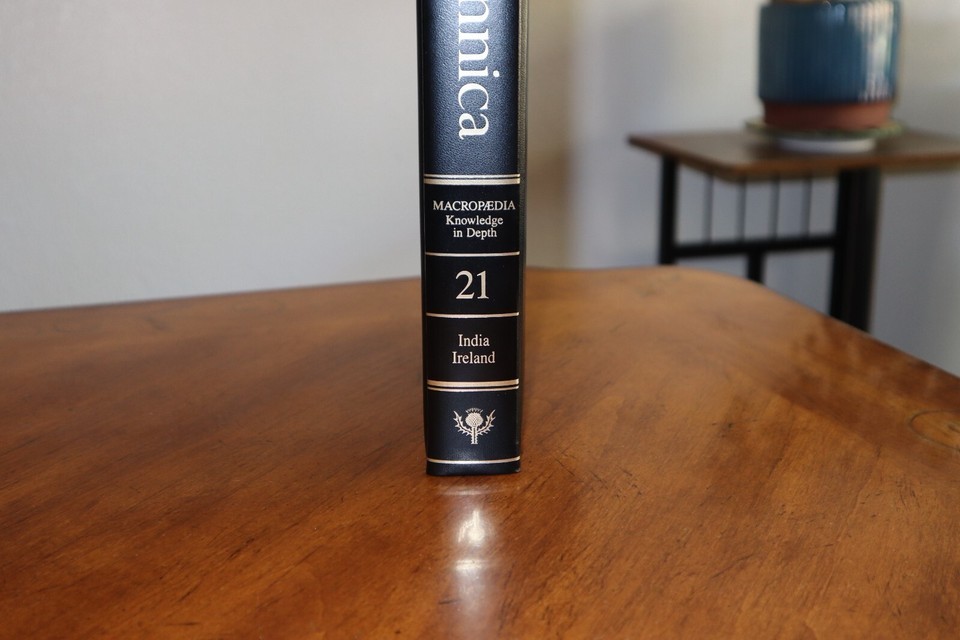 nnica
MACROPÆDIA
Knowledge
in Depth
21
India
Ireland